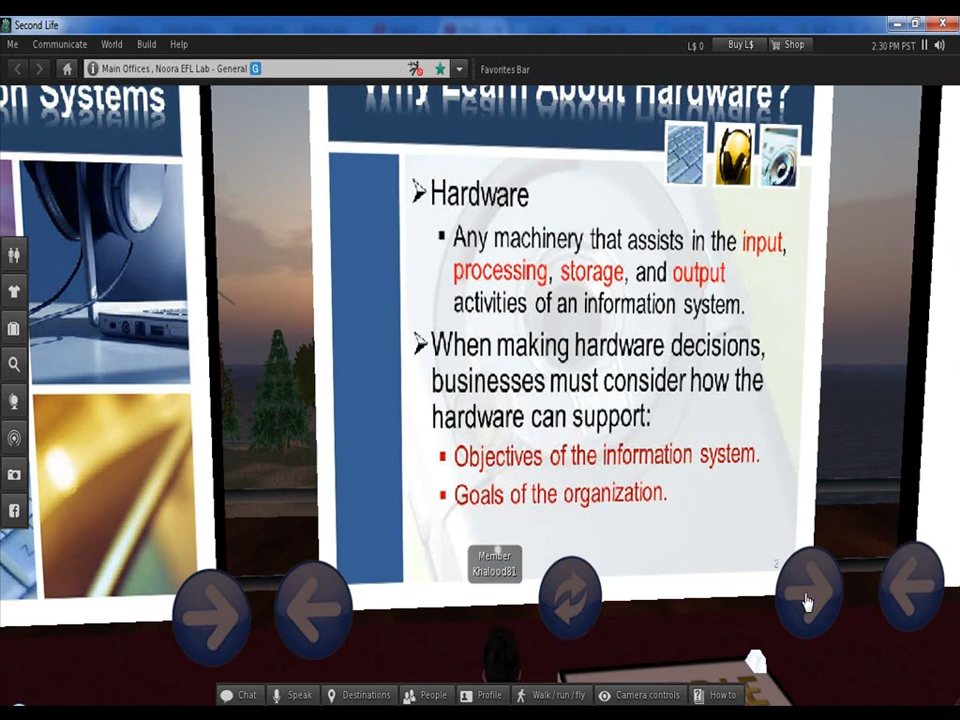 Second Life
Me Communicate World Build Help
L$ 0 Buy L$ Shop 2:30 PM PST
Main Offices, Noora EFL Lab - General G
Favorites Bar
on Systems
Why Learn About Hardware?
Hardware
Any machinery that assists in the input,
processing, storage, and output
activities of an information system.
When making hardware decisions,
businesses must consider how the
hardware can support:
Objectives of the information system.
Goals of the organization.
2
Member
Khalood81
Chat Speak Destinations People Profile Walk / run / fly Camera controls How to